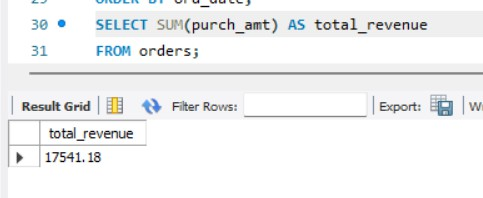 30 SELECT SUM(purch_amt) AS total_revenue
31 FROM orders;
Result Grid Filter Rows: Export:
total_revenue
17541.18